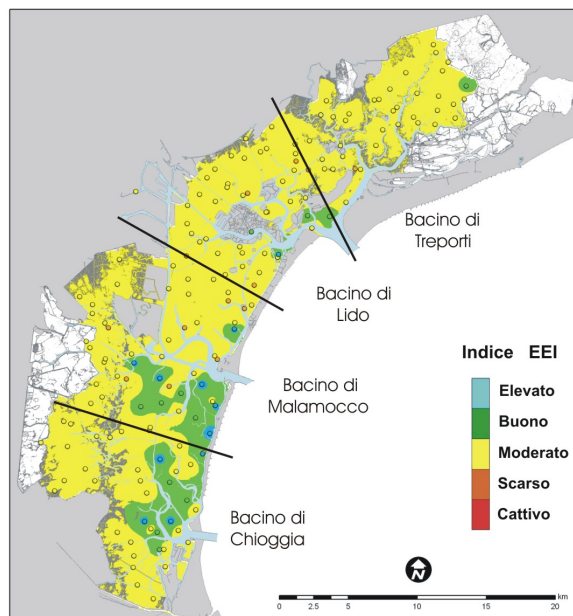 Bacino di
Treporti
Bacino di
Lido
Indice EEI
Elevato
Bacino di
Malamocco
Buono
Moderato
Scarso
Cattivo
Bacino di
Chioggia
N
km
0 2.5 5 10 15 20